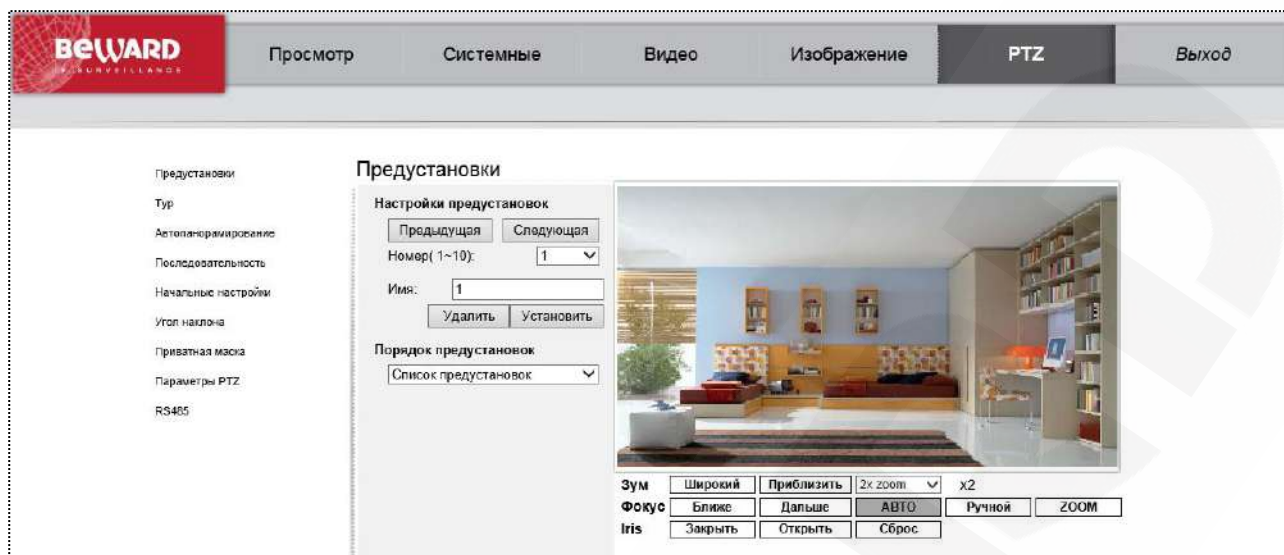 BEWARD
IP SURVEILLANCE
Просмотр
Системные
Видео
Изображение
PTZ
Выход
Предустановки
Тур
Автопанорамирование
Последовательность
Начальные настройки
Угол наклона
Приватная маска
Параметры PTZ
RS485
Предустановки
Настройки предустановок
Предыдущая Следующая
Номер( 1~10): 1
Имя: 1
Удалить Установить
Порядок предустановок
Список предустановок
Зум Широкий Приблизить 2x zoom x2
Фокус Ближе Дальше АВТО Ручной ZOOM
Iris Закрыть Открыть Сброс